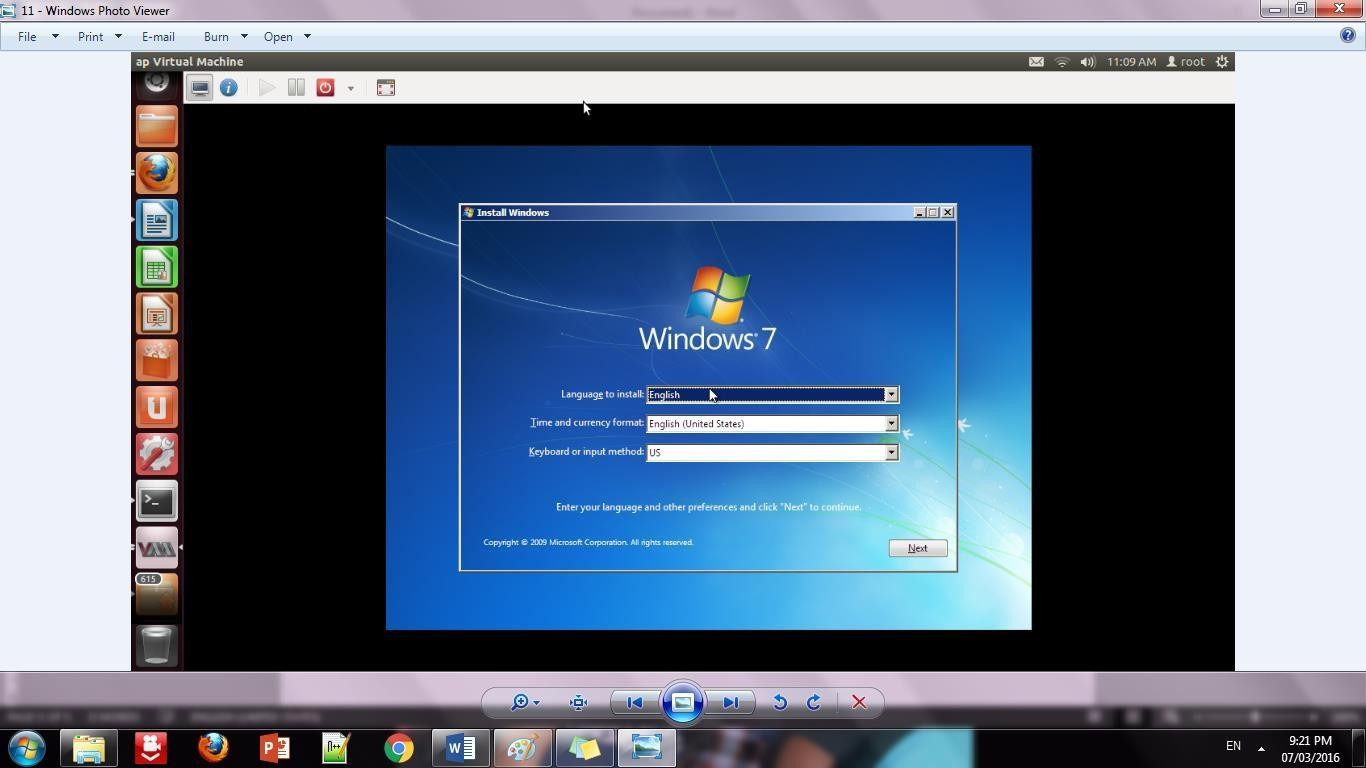 11 - Windows Photo Viewer
File Print E-mail Burn Open
ap Virtual Machine
11:09 AM root
Install Windows
Windows 7
Language to install: English
Time and currency format: English (United States)
Keyboard or input method: US
Enter your language and other preferences and click "Next" to continue.
Copyright © 2009 Microsoft Corporation. All rights reserved.
Next
615
EN
9:21 PM
07/03/2016